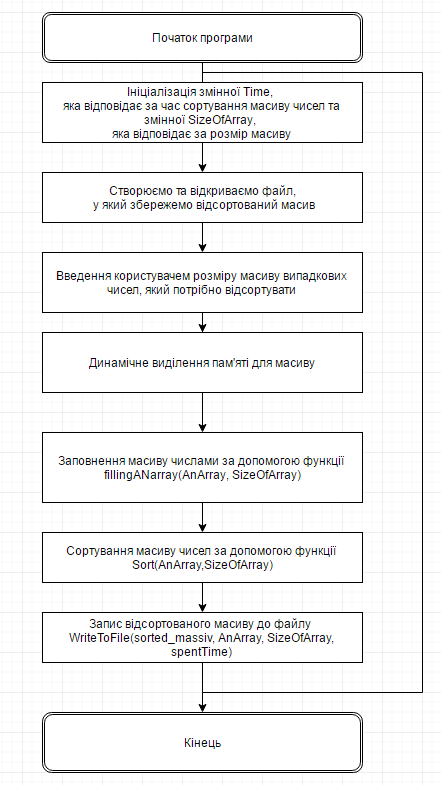 Початок програми
Ініціалізація змінної Time,
яка відповідає за час сортування масиву чисел та
змінної SizeOfArray,
яка відповідає за розмір масиву
Створюємо та відкриваємо файл,
у який збережемо відсортований масив
Введення користувачем розміру масиву випадкових
чисел, який потрібно відсортувати
Динамічне виділення пам'яті для масиву
Заповнення масиву числами за допомогою функції
fillingANarray(AnArray, SizeOfArray)
Сортування масиву чисел за допомогою функції
Sort(AnArray,SizeOfArray)
Запис відсортованого масиву до файлу
WriteToFile(sorted_massiv, AnArray, SizeOfArray,
spentTime)
Кінець